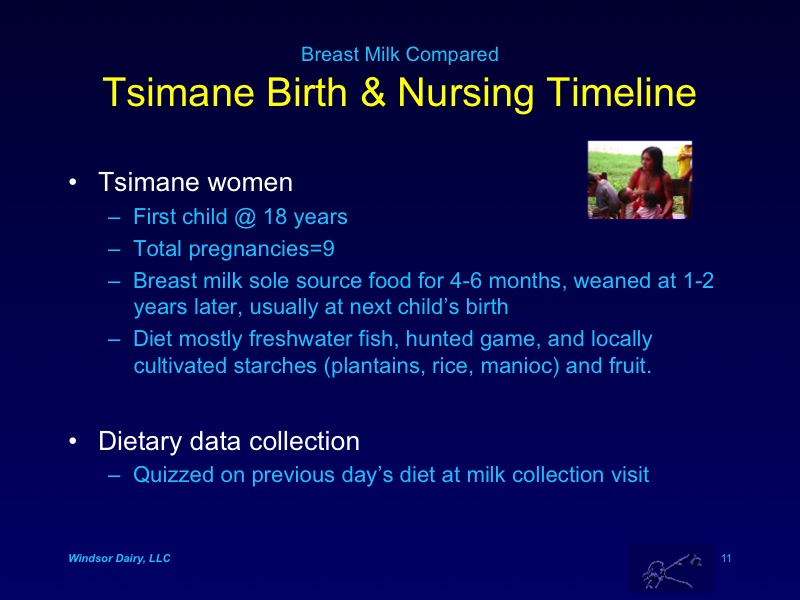 Breast Milk Compared
Tsimane Birth & Nursing Timeline
• Tsimane women
– First child @ 18 years
– Total pregnancies=9
– Breast milk sole source food for 4-6 months, weaned at 1-2
years later, usually at next child’s birth
– Diet mostly freshwater fish, hunted game, and locally
cultivated starches (plantains, rice, manioc) and fruit.
• Dietary data collection
– Quizzed on previous day’s diet at milk collection visit
Windsor Dairy, LLC
11